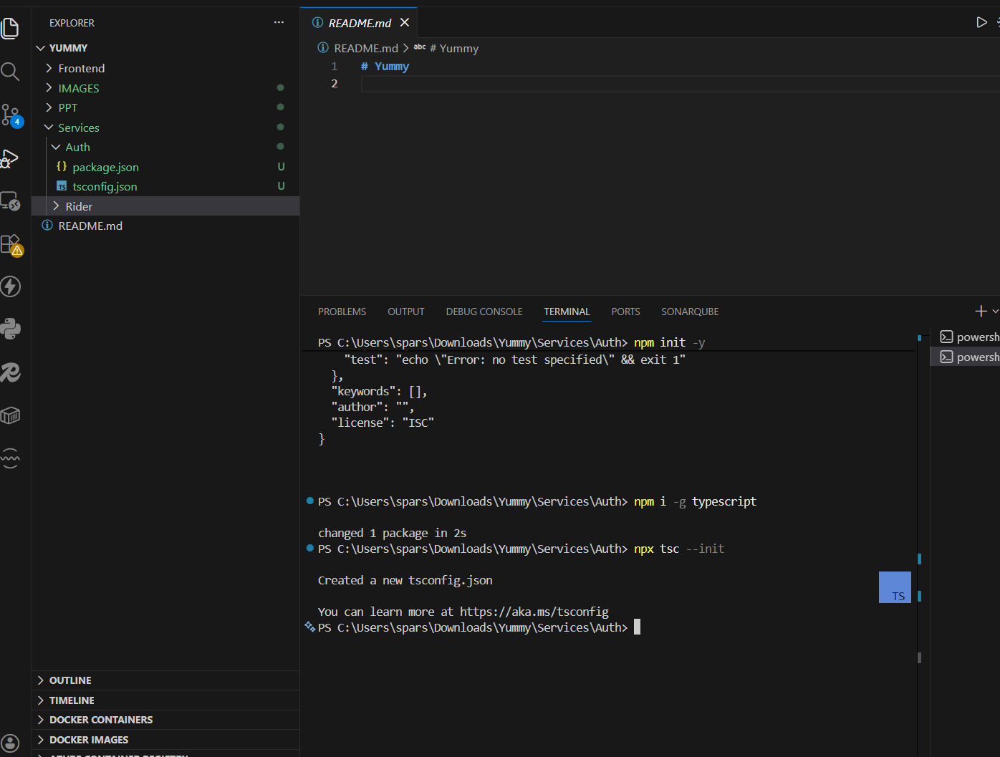 EXPLORER
···
YUMMY
Frontend
IMAGES
PPT
Services
Auth
{} package.json U
TS tsconfig.json U
Rider
README.md
4
OUTLINE
TIMELINE
DOCKER CONTAINERS
DOCKER IMAGES
README.md
README.md > abc # Yummy
1 # Yummy
2
PROBLEMS OUTPUT DEBUG CONSOLE TERMINAL PORTS SONARQUBE
PS C:\Users\spars\Downloads\Yummy\Services\Auth> npm init -y
"test": "echo \"Error: no test specified\" && exit 1"
},
"keywords": [],
"author": "",
"license": "ISC"
}
PS C:\Users\spars\Downloads\Yummy\Services\Auth> npm i -g typescript
changed 1 package in 2s
PS C:\Users\spars\Downloads\Yummy\Services\Auth> npx tsc --init
Created a new tsconfig.json
TS
You can learn more at https://aka.ms/tsconfig
PS C:\Users\spars\Downloads\Yummy\Services\Auth>
powersh
powersh